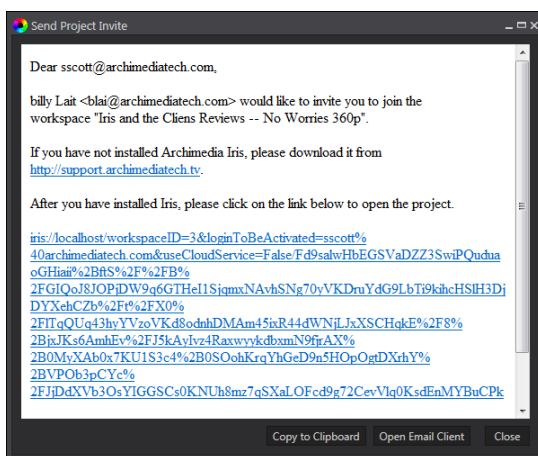 Send Project Invite
Dear sscott@archimediatech.com,
billy Lait <blai@archimediatech.com> would like to invite you to join the
workspace "Iris and the Cliens Reviews -- No Worries 360p".
If you have not installed Archimedia Iris, please download it from
http://support.archimediatech.tv.
After you have installed Iris, please click on the link below to open the project.
iris://localhost/workspaceID=3&loginToBeActivated=sscott%
40archimediatech.com&useCloudService=False/Fd9salwHbEGSVaDZZ3SwiPQudua
oGHiaii%2BftS%2F%2FB%
2FGIQoJ8JOPjDW9q6GTHeI1SjqmxNAvhSNg70yVKDruYdG9LbTi9kihcHSlH3Dj
DYXehCZb%2Ft%2FX0%
2FlTqQUq43hyYVzoVKd8odnhDMAm45ixR44dWNjLJxXSCHqkE%2F8%
2BjxJKs6AmhEv%2FJ5kAyIvz4RaxwyykdbxmN9fjrAX%
2B0MyXAb0x7KU1S3c4%2B0SOohKrqYhGeD9n5HOpOgtDXrhY%
2BVPOb3pCYc%
2FJjDdXVb3OsYIGGSCs0KNUh8mz7qSXaLOFcd9g72CevVlq0KsdEnMYBuCPk
Copy to Clipboard Open Email Client Close